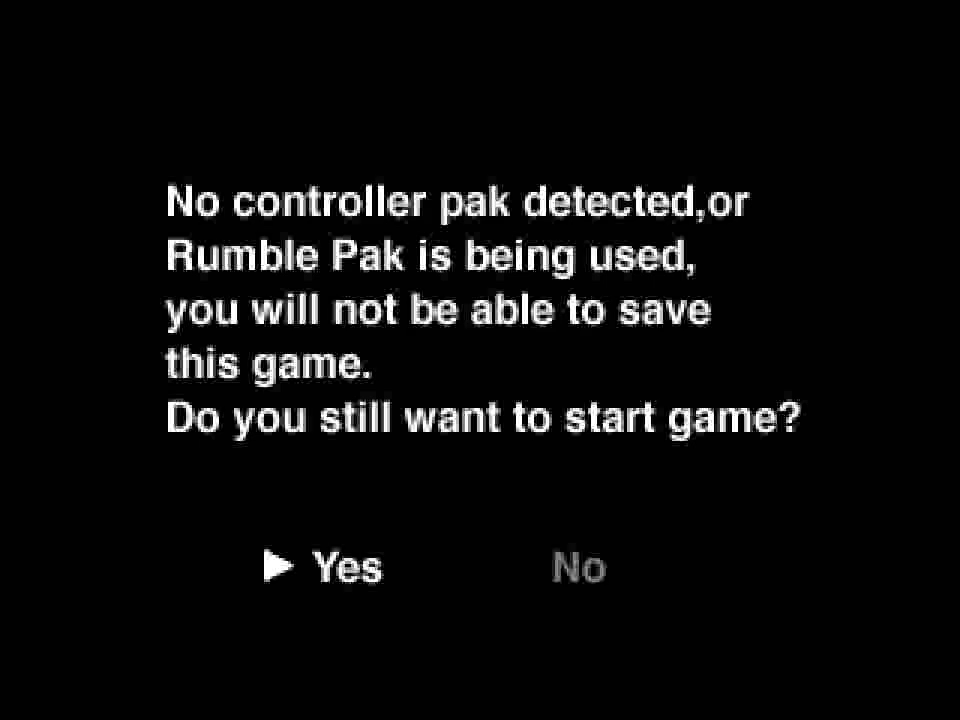 No controller pak detected,or
Rumble Pak is being used,
you will not be able to save
this game.
Do you still want to start game?
Yes No